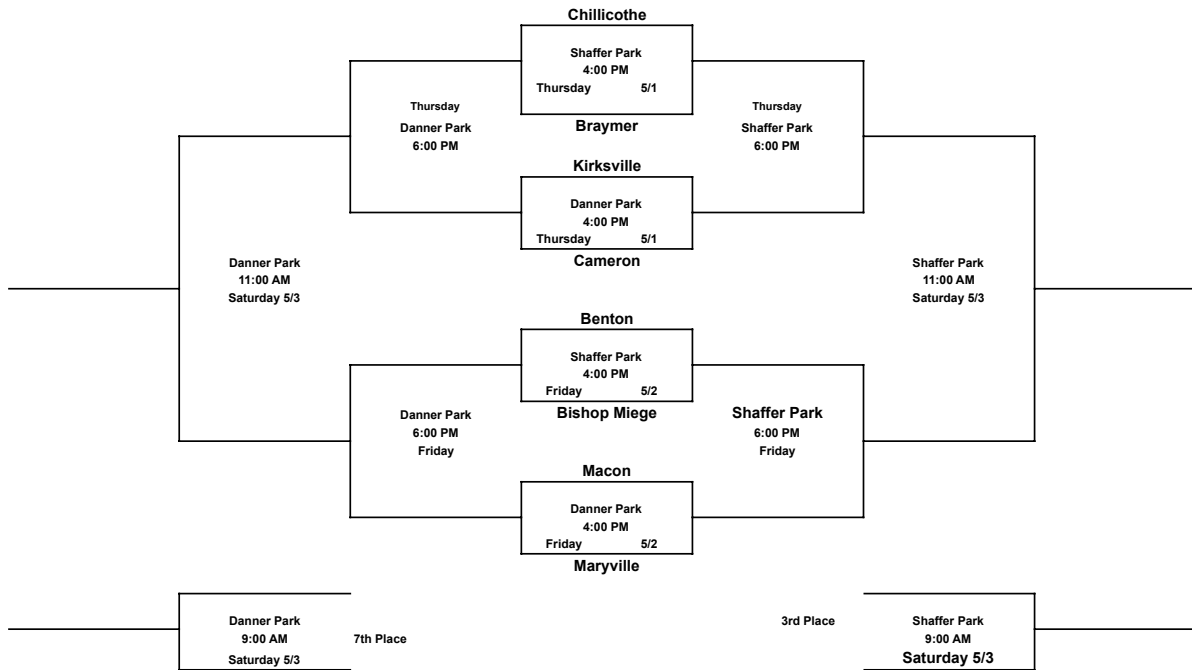 Chillicothe
Shaffer Park
4:00 PM
Thursday 5/1
Braymer
Thursday
Danner Park
6:00 PM
Thursday
Shaffer Park
6:00 PM
Kirksville
Danner Park
4:00 PM
Thursday 5/1
Cameron
Danner Park
11:00 AM
Saturday 5/3
Shaffer Park
11:00 AM
Saturday 5/3
Benton
Shaffer Park
4:00 PM
Friday 5/2
Bishop Miege
Danner Park
6:00 PM
Friday
Shaffer Park
6:00 PM
Friday
Macon
Danner Park
4:00 PM
Friday 5/2
Maryville
Danner Park
9:00 AM
Saturday 5/3
7th Place
3rd Place
Shaffer Park
9:00 AM
Saturday 5/3